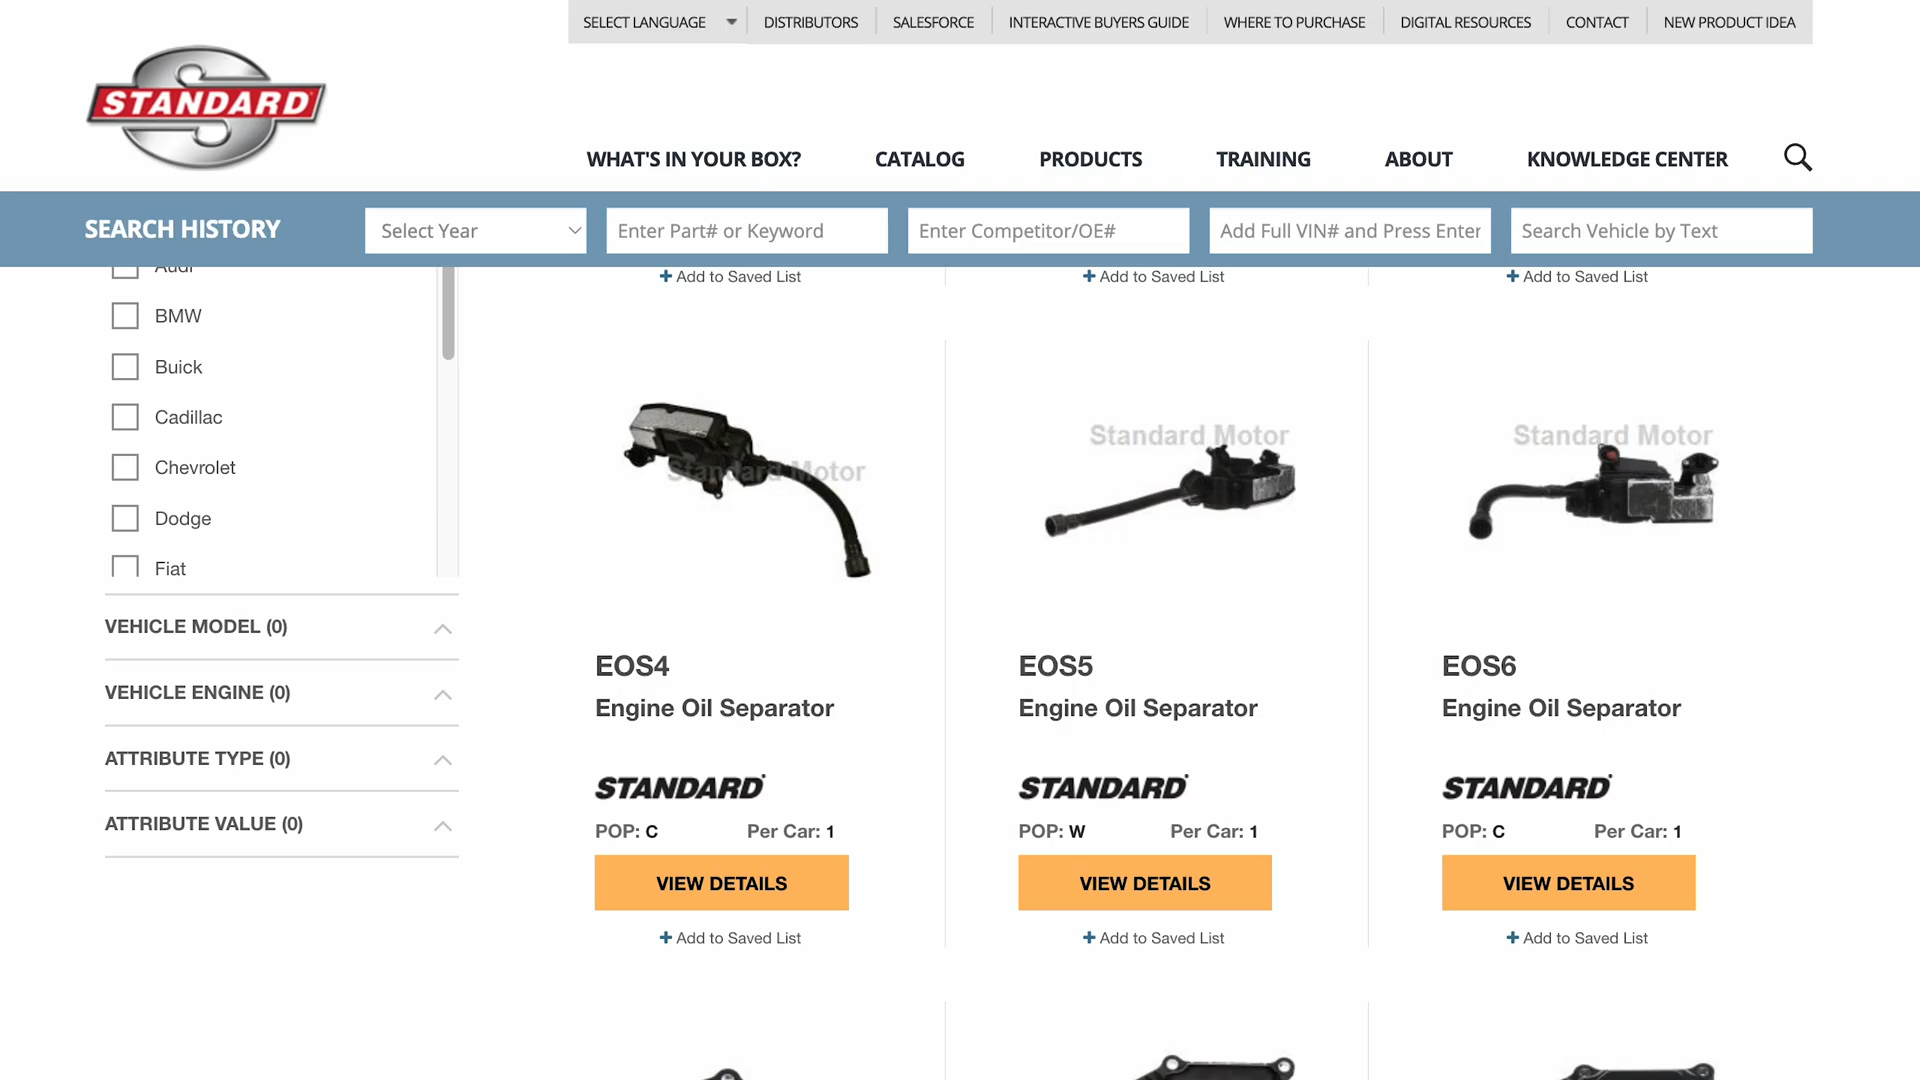 SELECT LANGUAGE DISTRIBUTORS SALESFORCE INTERACTIVE BUYERS GUIDE WHERE TO PURCHASE DIGITAL RESOURCES CONTACT NEW PRODUCT IDEA
STANDARD
WHAT'S IN YOUR BOX? CATALOG PRODUCTS TRAINING ABOUT KNOWLEDGE CENTER
SEARCH HISTORY Select Year Enter Part# or Keyword Enter Competitor/OE# Add Full VIN# and Press Enter Search Vehicle by Text
Audi
BMW
Buick
Cadillac
Chevrolet
Dodge
Fiat
VEHICLE MODEL (0)
VEHICLE ENGINE (0)
ATTRIBUTE TYPE (0)
ATTRIBUTE VALUE (0)
+ Add to Saved List + Add to Saved List + Add to Saved List
Standard Motor Standard Motor Standard Motor
EOS4 EOS5 EOS6
Engine Oil Separator Engine Oil Separator Engine Oil Separator
STANDARD STANDARD STANDARD
POP: C Per Car: 1 POP: W Per Car: 1 POP: C Per Car: 1
VIEW DETAILS VIEW DETAILS VIEW DETAILS
+ Add to Saved List + Add to Saved List + Add to Saved List